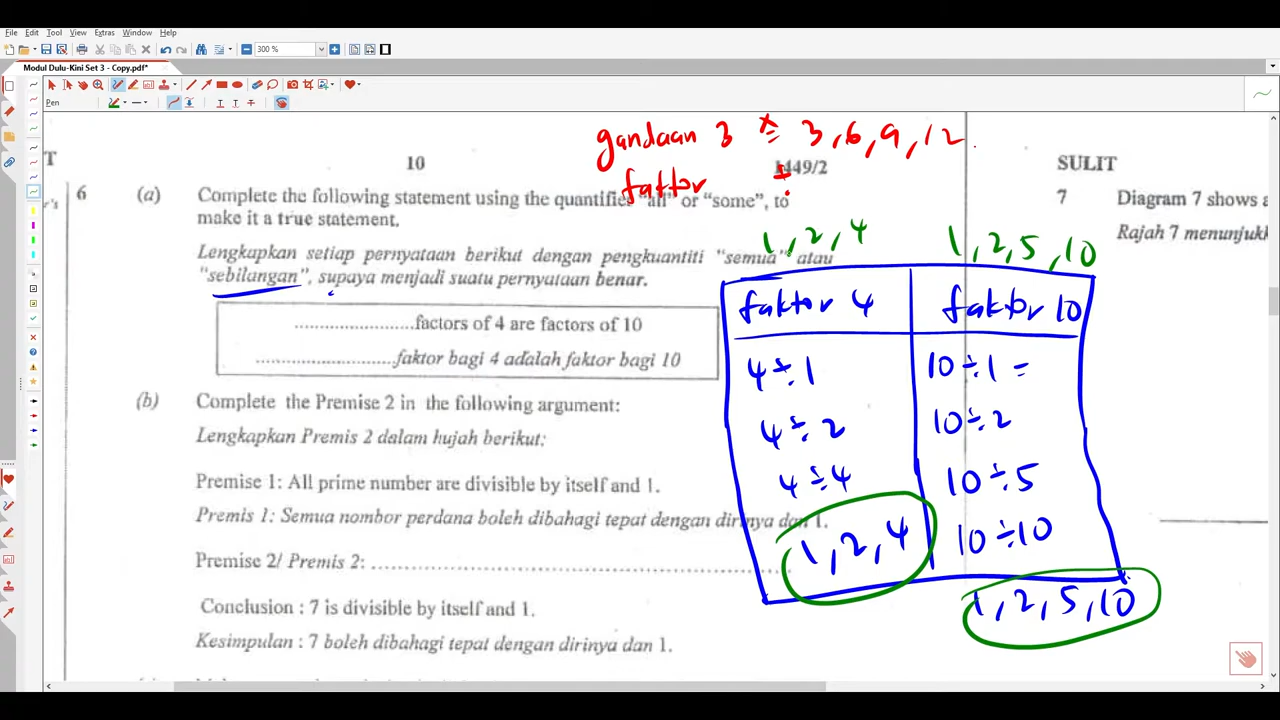 File Edit View Tool Extras Window Help
300 %
Modul Dulu-Kini Set 3 - Copy.pdf*
Pen
gandaan 3 × = 3, 6, 9, 12
T
10
1449/2
SULIT
faktor ÷
6
(a) Complete the following statement using the quantifies "all" or "some", to
make it a true statement.
Lengkapkan setiap pernyataan berikut dengan pengkuantiti "semua" atau
"sebilangan", supaya menjadi suatu pernyataan benar.
.....................factors of 4 are factors of 10
.........................faktor bagi 4 adalah faktor bagi 10
(b) Complete the Premise 2 in the following argument:
Lengkapkan Premis 2 dalam hujah berikut:
Premise 1: All prime number are divisible by itself and 1.
Premis 1: Semua nombor perdana boleh dibahagi tepat dengan dirinya dan 1.
Premise 2/ Premis 2: ......................................................................
Conclusion : 7 is divisible by itself and 1.
Kesimpulan : 7 boleh dibahagi tepat dengan dirinya dan 1.
1, 2, 4
1, 2, 5, 10
faktor 4
faktor 10
4 ÷ 1
10 ÷ 1 =
4 ÷ 2
10 ÷ 2
4 ÷ 4
10 ÷ 5
1, 2, 4
10 ÷ 10
1, 2, 5, 10
7 Diagram 7 shows a
Rajah 7 menunjukk